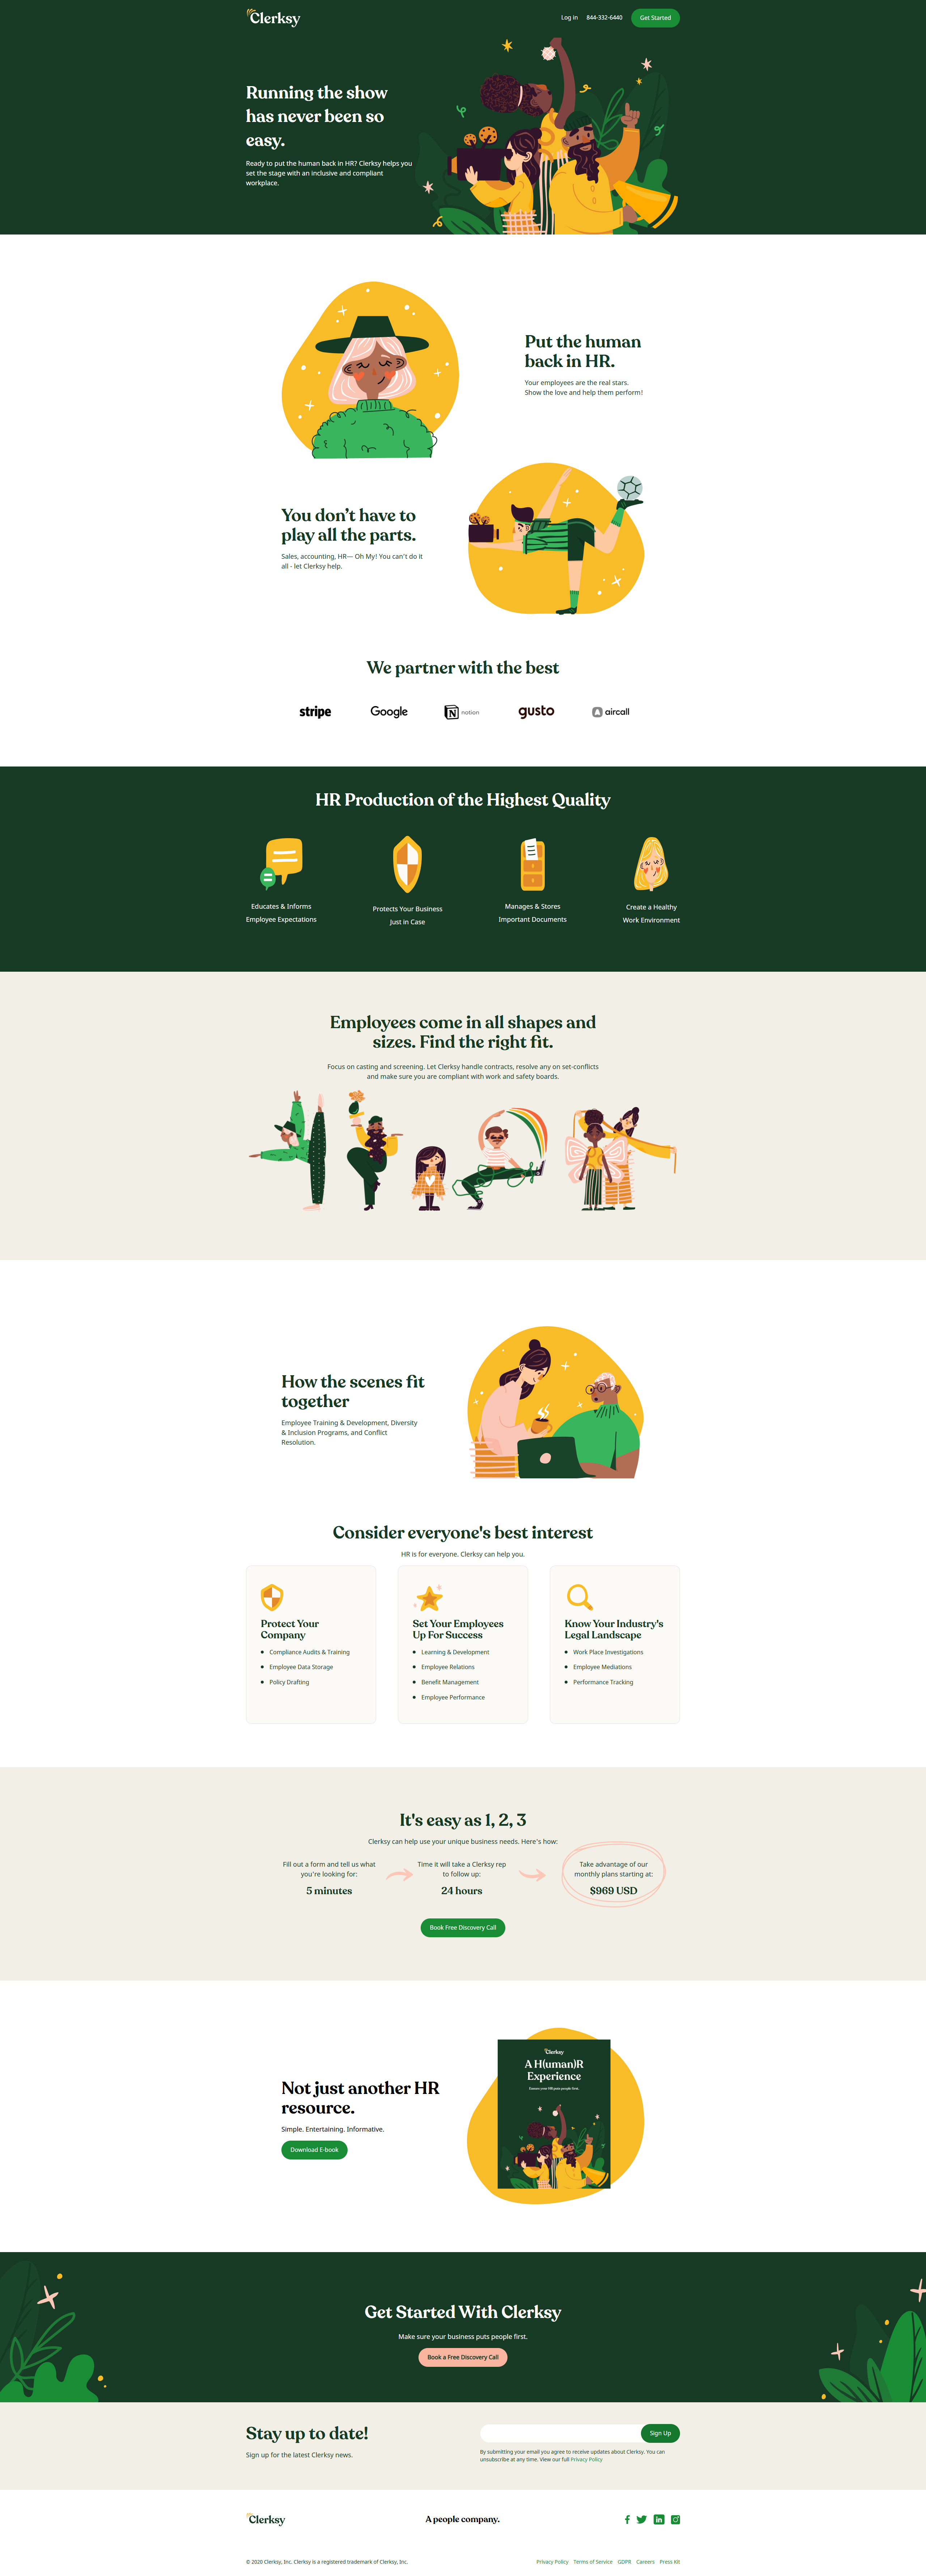 Clerksy
Log in 844-332-6440 Get Started
Running the show
has never been so
easy.
Ready to put the human back in HR? Clerksy helps you
set the stage with an inclusive and compliant
workplace.
Put the human
back in HR.
Your employees are the real stars.
Show the love and help them perform!
You don’t have to
play all the parts.
Sales, accounting, HR— Oh My! You can't do it
all - let Clerksy help.
We partner with the best
stripe Google notion gusto aircall
HR Production of the Highest Quality
Educates & Informs
Employee Expectations
Protects Your Business
Just in Case
Manages & Stores
Important Documents
Create a Healthy
Work Environment
Employees come in all shapes and
sizes. Find the right fit.
Focus on casting and screening. Let Clerksy handle contracts, resolve any on set-conflicts
and make sure you are compliant with work and safety boards.
How the scenes fit
together
Employee Training & Development, Diversity
& Inclusion Programs, and Conflict
Resolution.
Consider everyone's best interest
HR is for everyone. Clerksy can help you.
Protect Your
Company
Compliance Audits & Training
Employee Data Storage
Policy Drafting
Set Your Employees
Up For Success
Learning & Development
Employee Relations
Benefit Management
Employee Performance
Know Your Industry's
Legal Landscape
Work Place Investigations
Employee Mediations
Performance Tracking
It's easy as 1, 2, 3
Clerksy can help use your unique business needs. Here's how:
Fill out a form and tell us what
you're looking for:
5 minutes
Time it will take a Clerksy rep
to follow up:
24 hours
Take advantage of our
monthly plans starting at:
$969 USD
Book Free Discovery Call
Not just another HR
resource.
Simple. Entertaining. Informative.
Download E-book
Clerksy
A H(uman)R
Experience
Ensure your HR puts people first.
Get Started With Clerksy
Make sure your business puts people first.
Book a Free Discovery Call
Stay up to date!
Sign up for the latest Clerksy news.
Sign Up
By submitting your email you agree to receive updates about Clerksy. You can
unsubscribe at any time. View our full Privacy Policy
Clerksy
A people company.
© 2020 Clerksy, Inc. Clerksy is a registered trademark of Clerksy, Inc.
Privacy Policy Terms of Service GDPR Careers Press Kit